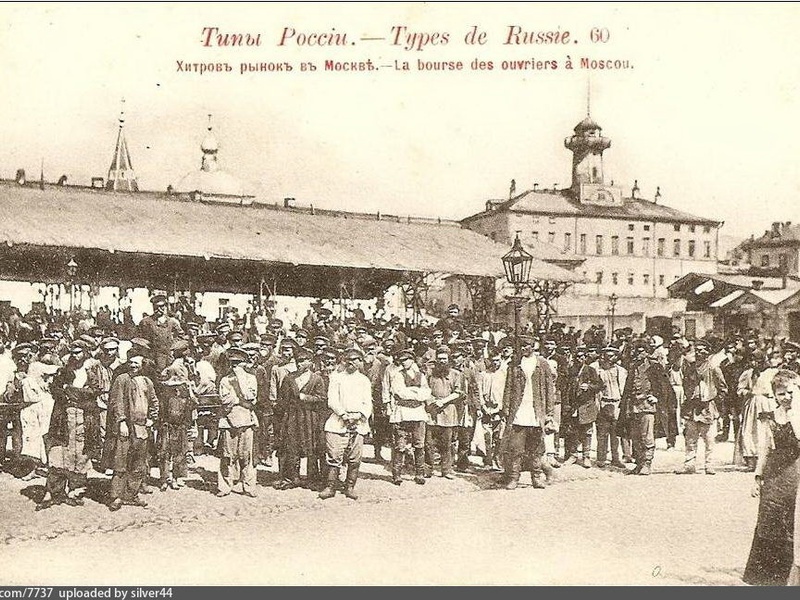 Типы Россіи.—Types de Russie. 60
Хитровъ рынокъ въ Москвѣ.—La bourse des ouvriers à Moscou.
com/7737 uploaded by silver44